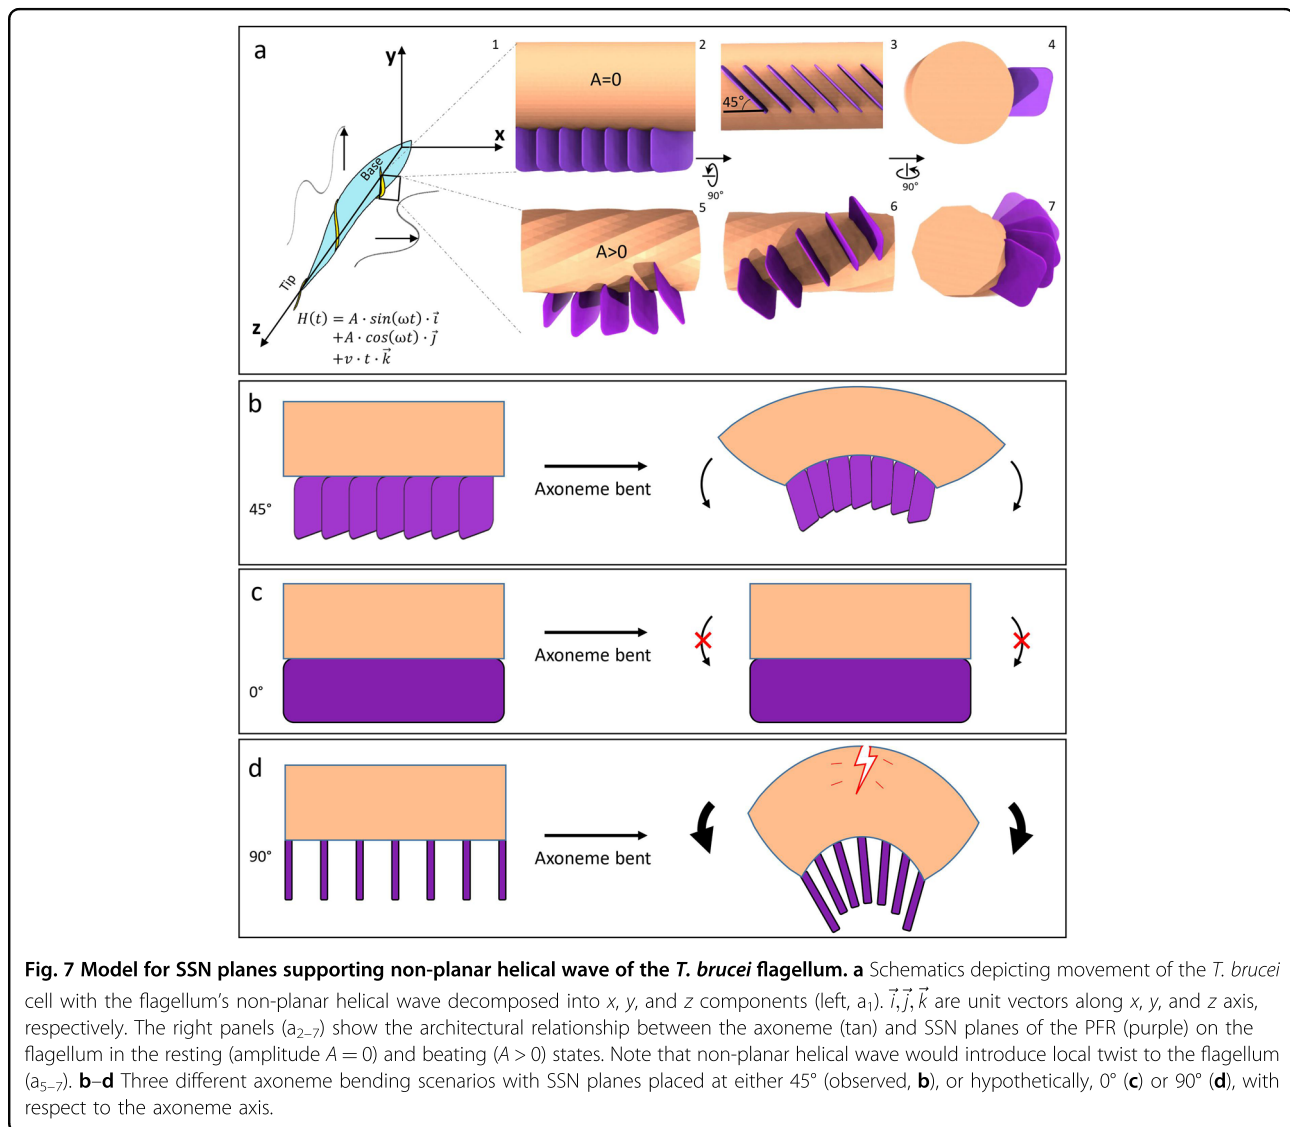 a
y
x
z
Base
Tip
H(t) = A · sin(ωt) · i⃗
+A · cos(ωt) · j⃗
+v · t · k⃗
1
2
3
4
A=0
45°
90°
90°
5
6
7
A>0
b
45°
Axoneme bent
c
0°
Axoneme bent
d
90°
Axoneme bent
Fig. 7 Model for SSN planes supporting non-planar helical wave of the T. brucei flagellum. a Schematics depicting movement of the T. brucei
cell with the flagellum's non-planar helical wave decomposed into x, y, and z components (left, a₁). i⃗, j⃗, k⃗ are unit vectors along x, y, and z axis,
respectively. The right panels (a₂₋₇) show the architectural relationship between the axoneme (tan) and SSN planes of the PFR (purple) on the
flagellum in the resting (amplitude A = 0) and beating (A > 0) states. Note that non-planar helical wave would introduce local twist to the flagellum
(a₅₋₇). b–d Three different axoneme bending scenarios with SSN planes placed at either 45° (observed, b), or hypothetically, 0° (c) or 90° (d), with
respect to the axoneme axis.